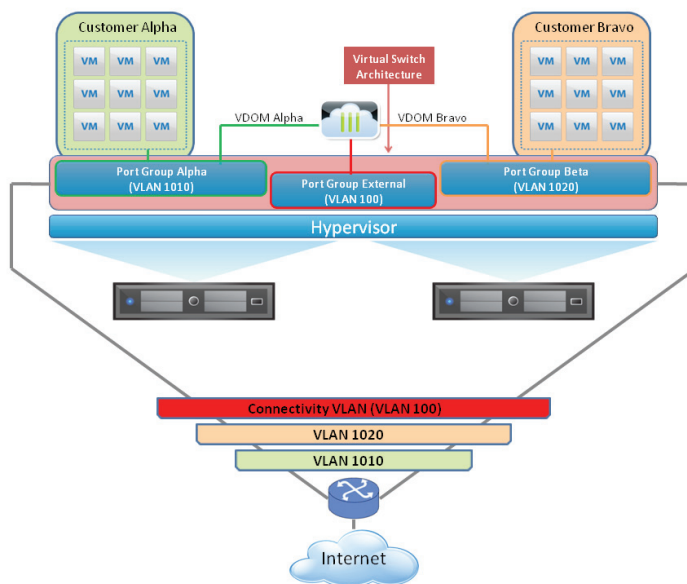 Customer Alpha
Customer Bravo
VM VM VM
VM VM VM
VM VM VM
VM VM VM
VM VM VM
VM VM VM
Virtual Switch
Architecture
VDOM Alpha
VDOM Bravo
Port Group Alpha
(VLAN 1010)
Port Group External
(VLAN 100)
Port Group Beta
(VLAN 1020)
Hypervisor
Connectivity VLAN (VLAN 100)
VLAN 1020
VLAN 1010
Internet